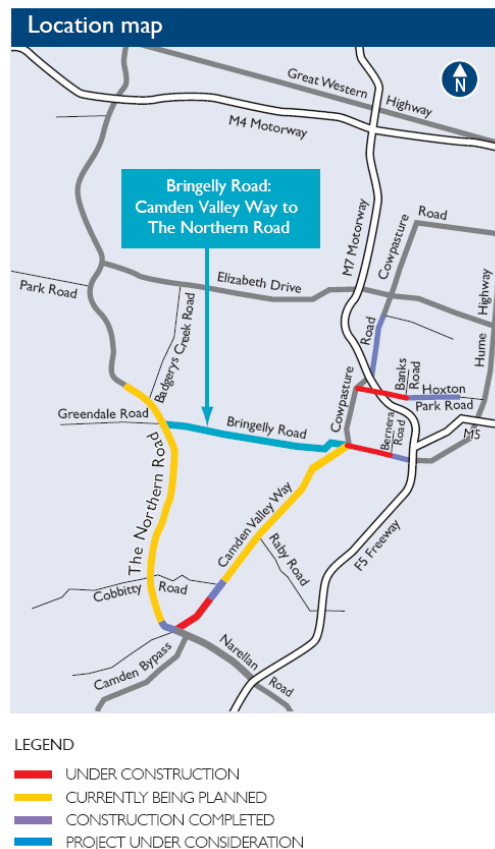 Location map
Great Western
Highway
N
M4 Motorway
Bringelly Road:
Camden Valley Way to
The Northern Road
M7 Motorway
Cowpasture
Road
Road
Highway
Hume
Park Road
Elizabeth Drive
Badgerys Creek Road
Banks
Road
Hoxton
Park Road
Cowpasture
Bernera
Road
M5
Greendale Road
Bringelly Road
The Northern Road
Camden Valley Way
Raby Road
F5 Freeway
Cobbitty
Road
Camden Bypass
Narellan
Road
LEGEND
UNDER CONSTRUCTION
CURRENTLY BEING PLANNED
CONSTRUCTION COMPLETED
PROJECT UNDER CONSIDERATION